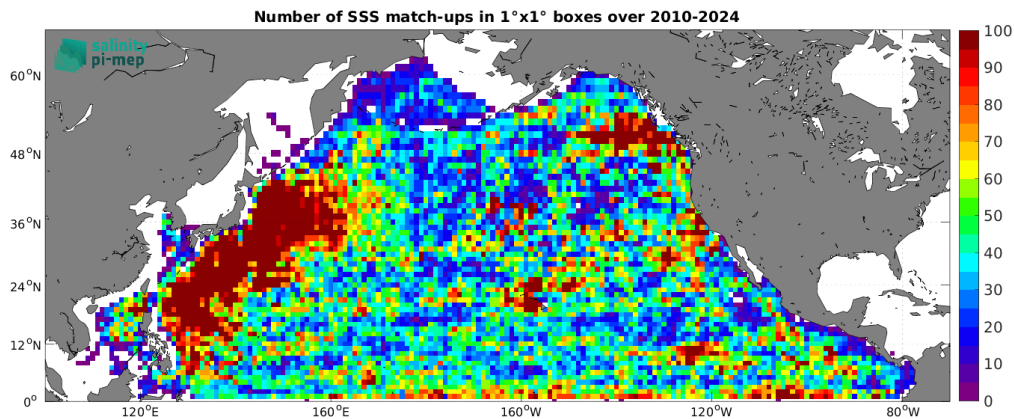 Number of SSS match-ups in 1°x1° boxes over 2010-2024
salinity
pi-mep
60°N
48°N
36°N
24°N
12°N
0°
120°E
160°E
160°W
120°W
80°W
100
90
80
70
60
50
40
30
20
10
0